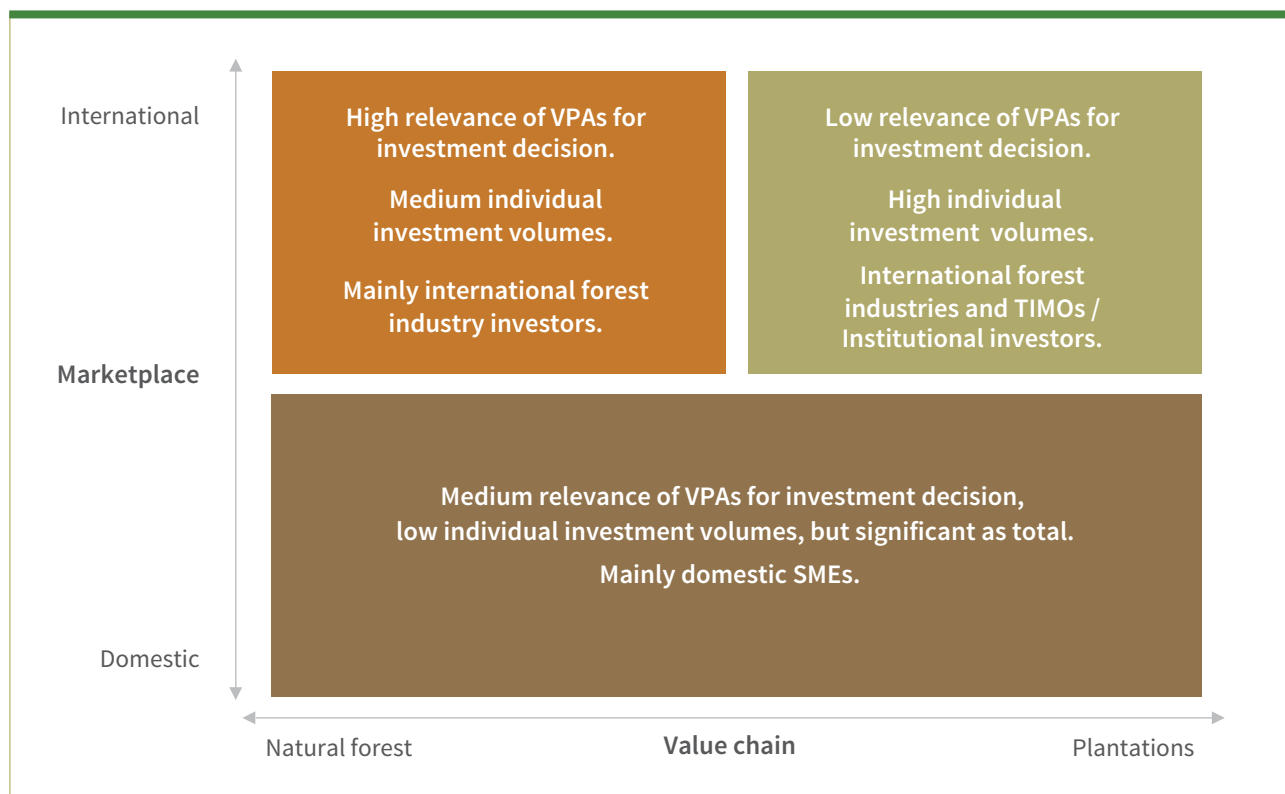 International
High relevance of VPAs for
investment decision.
Medium individual
investment volumes.
Mainly international forest
industry investors.
Low relevance of VPAs for
investment decision.
High individual
investment volumes.
International forest
industries and TIMOs /
Institutional investors.
Marketplace
Medium relevance of VPAs for investment decision,
low individual investment volumes, but significant as total.
Mainly domestic SMEs.
Domestic
Natural forest
Value chain
Plantations